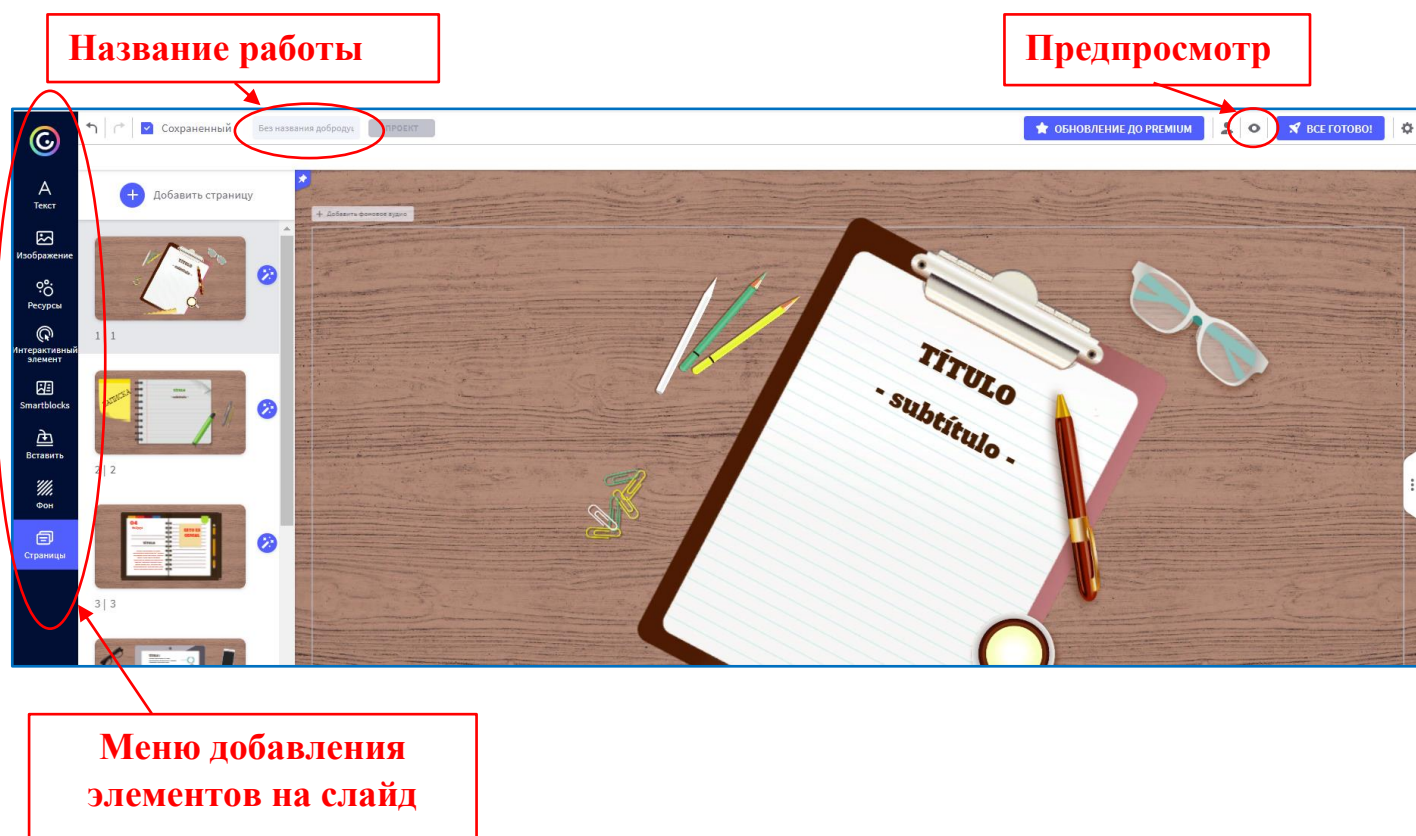 Название работы
Предпросмотр
Сохраненный
Без названия добродуш
ПРОЕКТ
ОБНОВЛЕНИЕ ДО PREMIUM
ВСЕ ГОТОВО!
Текст
Изображение
Ресурсы
Интерактивный
элемент
Smartblocks
Вставить
Фон
Страницы
+ Добавить страницу
1 | 1
2 | 2
3 | 3
+ Добавить фоновое аудио
TÍTULO
- subtítulo -
Меню добавления
элементов на слайд